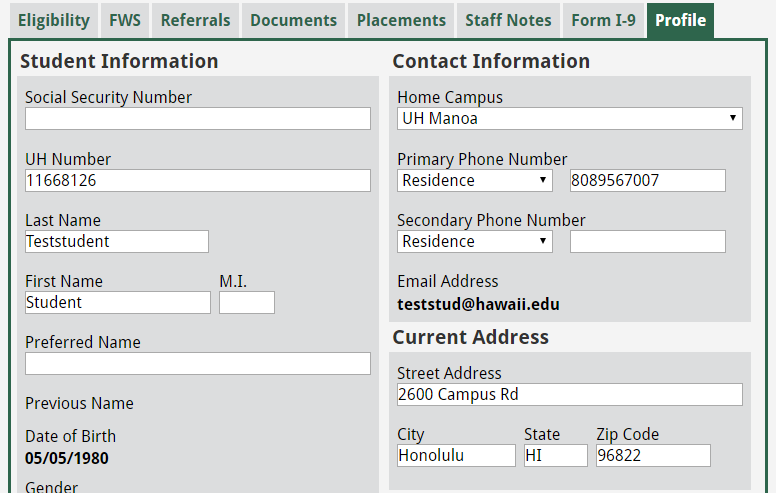 Eligibility FWS Referrals Documents Placements Staff Notes Form I-9 Profile
Student Information
Social Security Number
UH Number
11668126
Last Name
Teststudent
First Name M.I.
Student
Preferred Name
Previous Name
Date of Birth
05/05/1980
Gender
Contact Information
Home Campus
UH Manoa
Primary Phone Number
Residence 8089567007
Secondary Phone Number
Residence
Email Address
teststud@hawaii.edu
Current Address
Street Address
2600 Campus Rd
City State Zip Code
Honolulu HI 96822